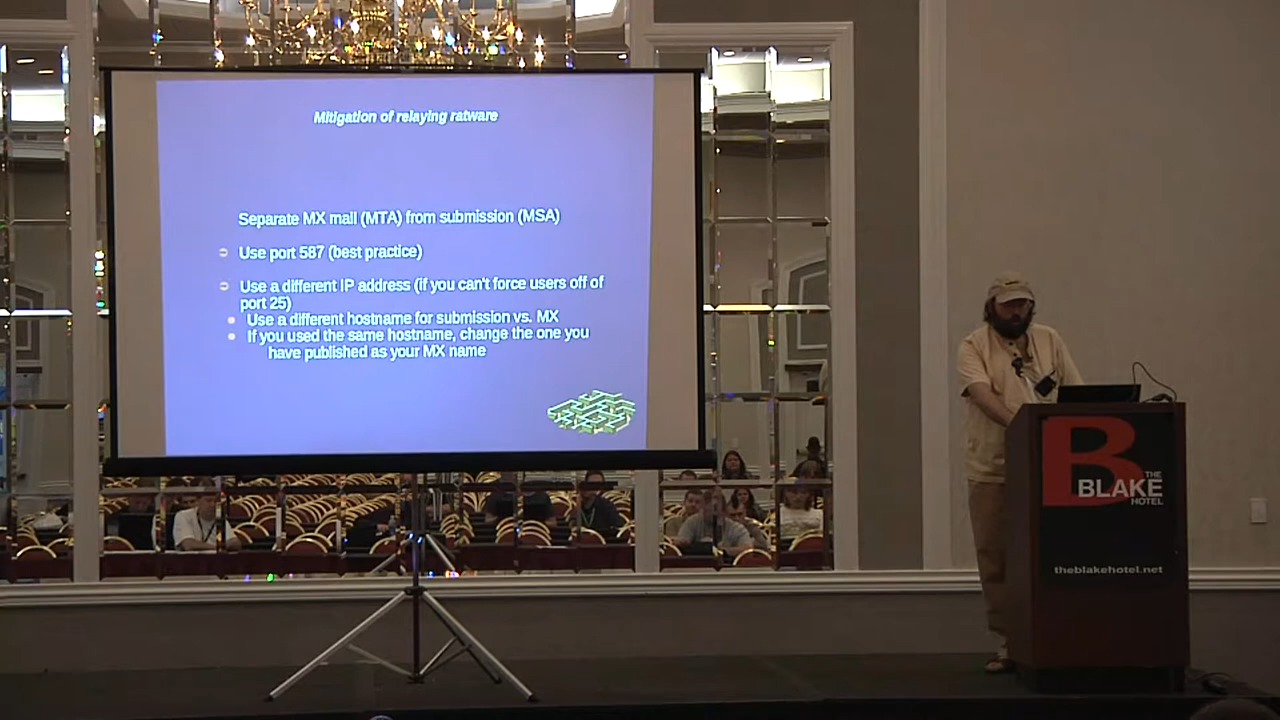 Mitigation of relaying ratware
Separate MX mail (MTA) from submission (MSA)
Use port 587 (best practice)
Use a different IP address (if you can't force users off of
port 25)
Use a different hostname for submission vs. MX
If you used the same hostname, change the one you
have published as your MX name
B
THE
BLAKE
HOTEL
theblakehotel.net